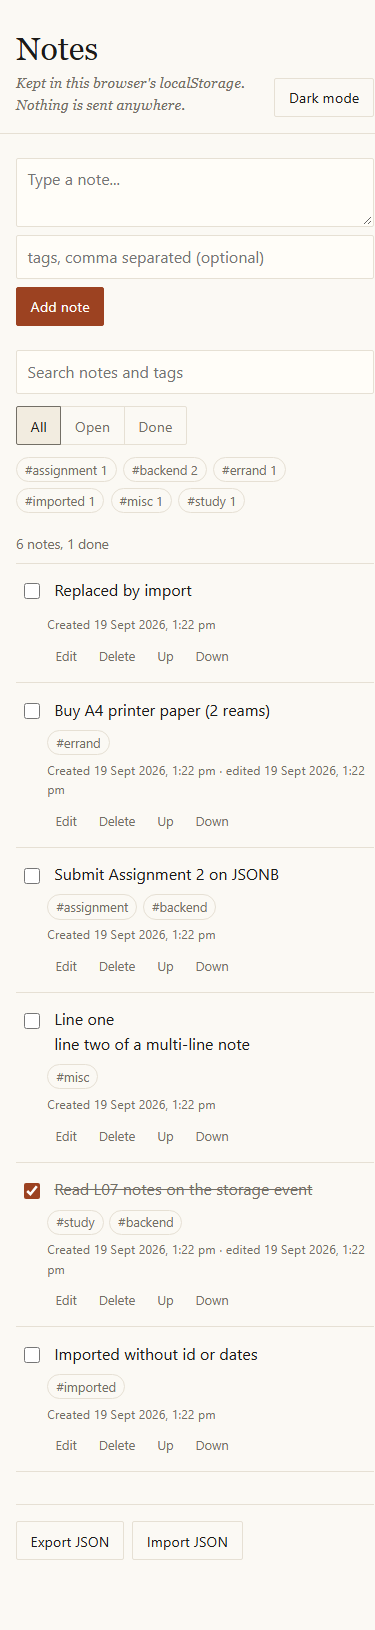 Notes
Kept in this browser's localStorage.
Nothing is sent anywhere.
Dark mode
Type a note...
tags, comma separated (optional)
Add note
Search notes and tags
All Open Done
#assignment 1 #backend 2 #errand 1
#imported 1 #misc 1 #study 1
6 notes, 1 done
Replaced by import
Created 19 Sept 2026, 1:22 pm
Edit Delete Up Down
Buy A4 printer paper (2 reams)
#errand
Created 19 Sept 2026, 1:22 pm · edited 19 Sept 2026, 1:22
pm
Edit Delete Up Down
Submit Assignment 2 on JSONB
#assignment #backend
Created 19 Sept 2026, 1:22 pm
Edit Delete Up Down
Line one
line two of a multi-line note
#misc
Created 19 Sept 2026, 1:22 pm
Edit Delete Up Down
Read L07 notes on the storage event
#study #backend
Created 19 Sept 2026, 1:22 pm · edited 19 Sept 2026, 1:22
pm
Edit Delete Up Down
Imported without id or dates
#imported
Created 19 Sept 2026, 1:22 pm
Edit Delete Up Down
Export JSON Import JSON